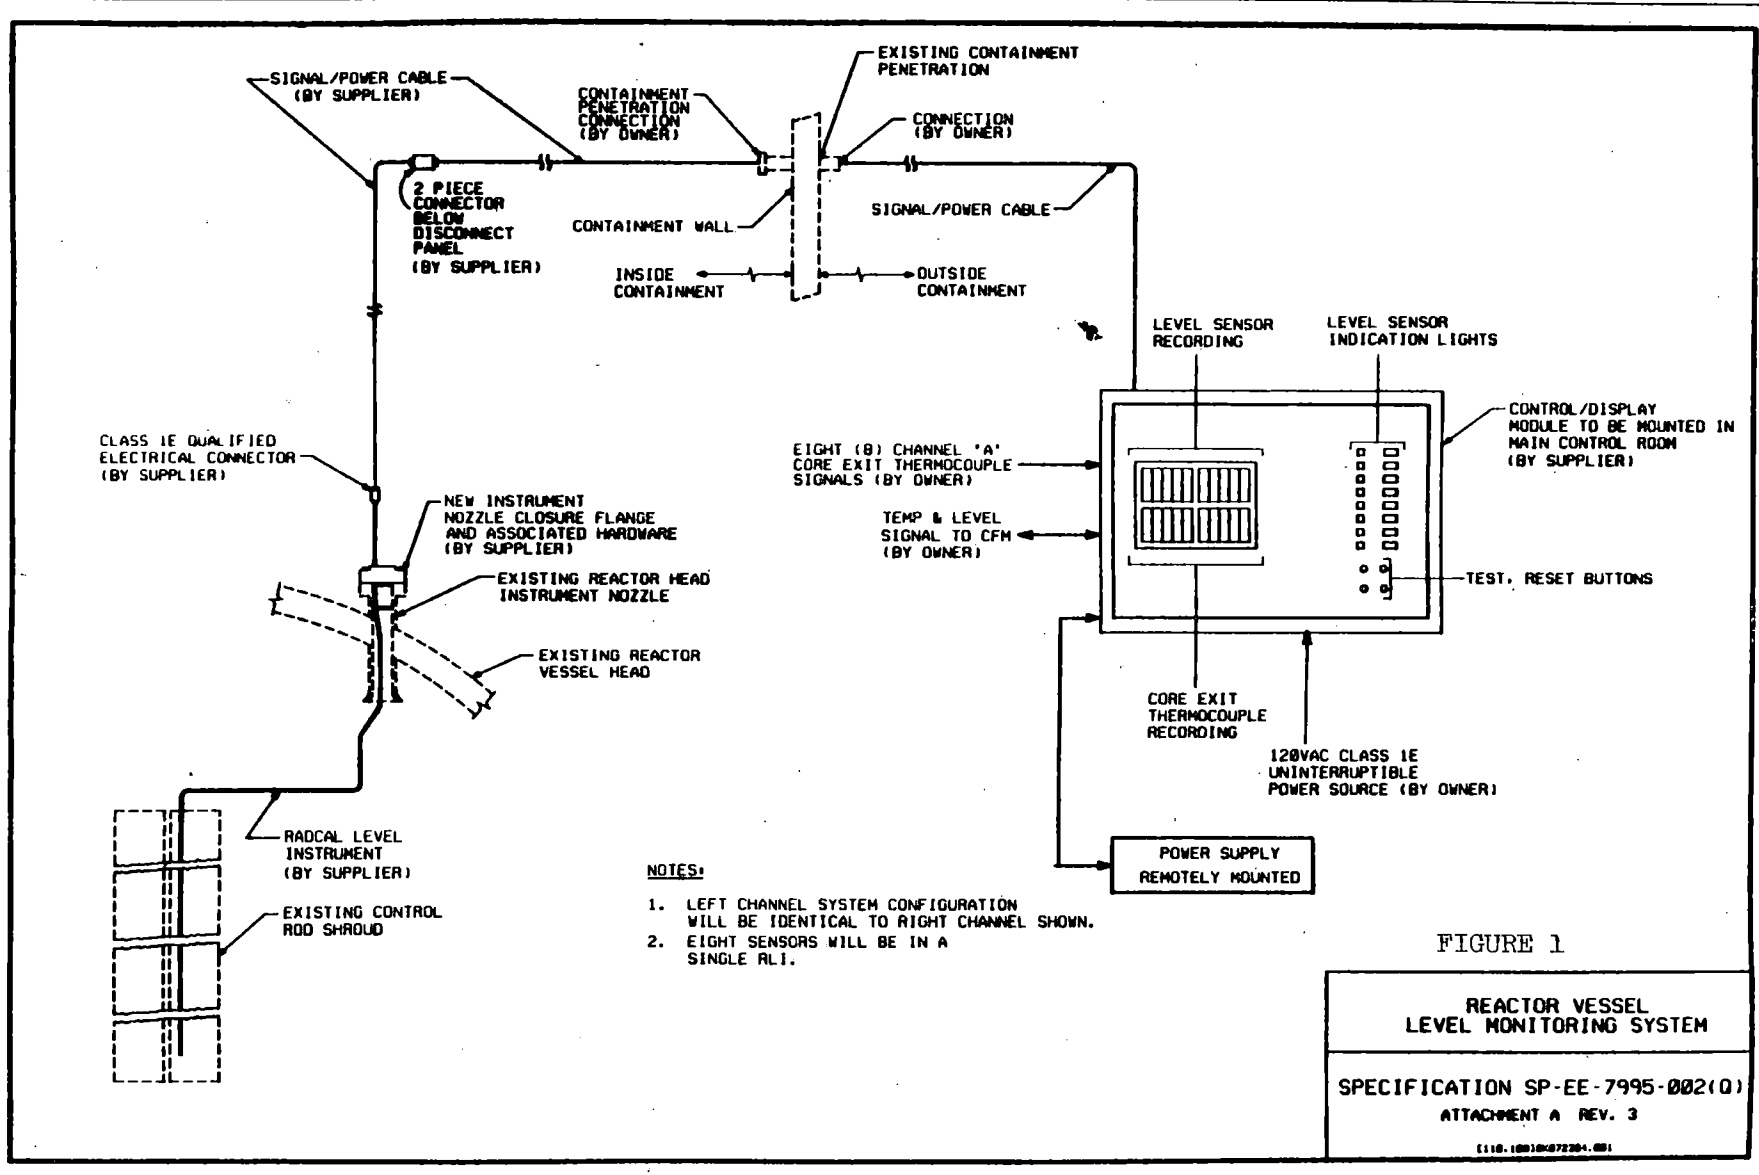 SIGNAL/POWER CABLE
(BY SUPPLIER)
CONTAINMENT
PENETRATION
CONNECTION
(BY OWNER)
EXISTING CONTAINMENT
PENETRATION
CONNECTION
(BY OWNER)
2 PIECE
CONNECTOR
BELOW
DISCONNECT
PANEL
(BY SUPPLIER)
CONTAINMENT WALL
SIGNAL/POWER CABLE
INSIDE
CONTAINMENT
OUTSIDE
CONTAINMENT
LEVEL SENSOR
RECORDING
LEVEL SENSOR
INDICATION LIGHTS
CONTROL/DISPLAY
MODULE TO BE MOUNTED IN
MAIN CONTROL ROOM
(BY SUPPLIER)
CLASS 1E QUALIFIED
ELECTRICAL CONNECTOR
(BY SUPPLIER)
EIGHT (8) CHANNEL 'A'
CORE EXIT THERMOCOUPLE
SIGNALS (BY OWNER)
NEW INSTRUMENT
NOZZLE CLOSURE FLANGE
AND ASSOCIATED HARDWARE
(BY SUPPLIER)
TEMP & LEVEL
SIGNAL TO CFM
(BY OWNER)
EXISTING REACTOR HEAD
INSTRUMENT NOZZLE
TEST, RESET BUTTONS
EXISTING REACTOR
VESSEL HEAD
CORE EXIT
THERMOCOUPLE
RECORDING
120VAC CLASS 1E
UNINTERRUPTIBLE
POWER SOURCE (BY OWNER)
RADCAL LEVEL
INSTRUMENT
(BY SUPPLIER)
POWER SUPPLY
REMOTELY MOUNTED
EXISTING CONTROL
ROD SHROUD
NOTES:
1. LEFT CHANNEL SYSTEM CONFIGURATION
WILL BE IDENTICAL TO RIGHT CHANNEL SHOWN.
2. EIGHT SENSORS WILL BE IN A
SINGLE RLI.
FIGURE 1
REACTOR VESSEL
LEVEL MONITORING SYSTEM
SPECIFICATION SP-EE-7995-002(Q)
ATTACHMENT A REV. 3